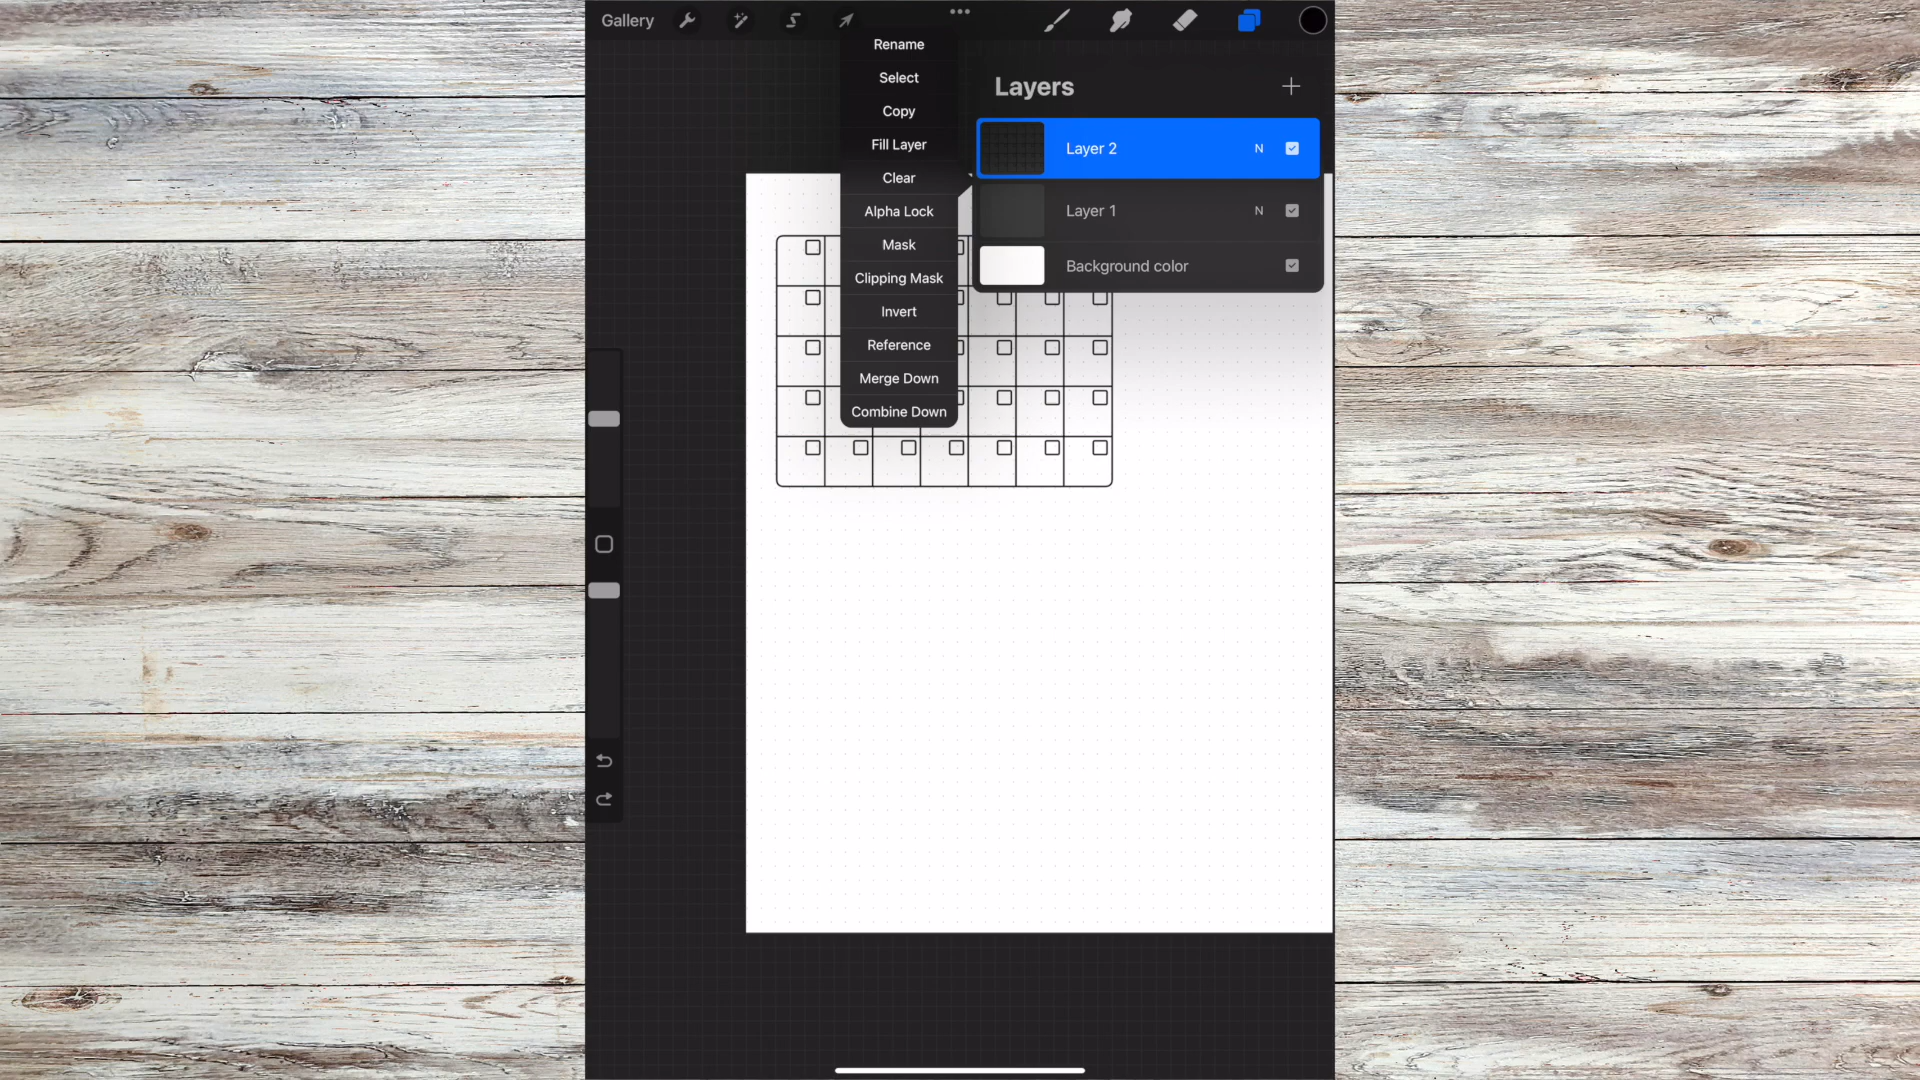 Gallery
Rename
Select
Copy
Fill Layer
Clear
Alpha Lock
Mask
Clipping Mask
Invert
Reference
Merge Down
Combine Down
Layers
Layer 2 N
Layer 1 N
Background color